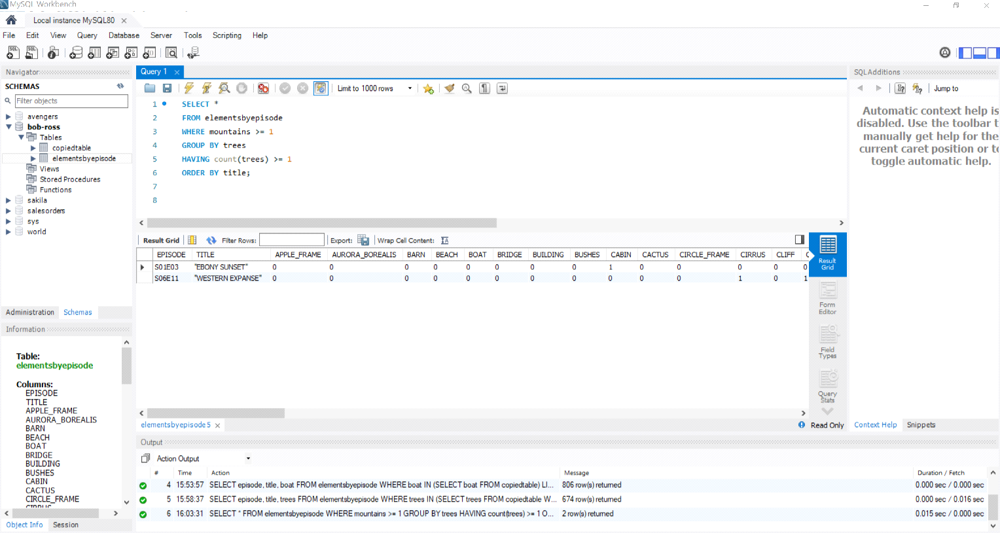 MySQL Workbench
Local instance MySQL80
File Edit View Query Database Server Tools Scripting Help
Navigator
SCHEMAS
Filter objects
avengers
bob-ross
Tables
copiedtable
elementsbyepisode
Views
Stored Procedures
Functions
sakila
salesorders
sys
world
Administration Schemas
Information
Table:
elementsbyepisode
Columns:
EPISODE
TITLE
APPLE_FRAME
AURORA_BOREALIS
BARN
BEACH
BOAT
BRIDGE
BUILDING
BUSHES
CABIN
CACTUS
CIRCLE_FRAME
CIRRUS
Object Info Session
Query 1
Limit to 1000 rows
1 SELECT *
2 FROM elementsbyepisode
3 WHERE mountains >= 1
4 GROUP BY trees
5 HAVING count(trees) >= 1
6 ORDER BY title;
7
8
Result Grid Filter Rows: Export: Wrap Cell Content:
EPISODE TITLE APPLE_FRAME AURORA_BOREALIS BARN BEACH BOAT BRIDGE BUILDING BUSHES CABIN CACTUS CIRCLE_FRAME CIRRUS CLIFF
S01E03 "EBONY SUNSET" 0 0 0 0 0 0 0 0 1 0 0 0 0 0
S06E11 "WESTERN EXPANSE" 0 0 0 0 0 0 0 0 0 0 0 1 0 1
Result
Grid
Form
Editor
Field
Types
Query
Stats
elementsbyepisode 5
Read Only
SQLAdditions
Jump to
Automatic context help is
disabled. Use the toolbar t
manually get help for the
current caret position or to
toggle automatic help.
Context Help Snippets
Output
Action Output
# Time Action Message Duration / Fetch
4 15:53:57 SELECT episode, title, boat FROM elementsbyepisode WHERE boat IN (SELECT boat FROM copiedtable) LI... 806 row(s) returned 0.000 sec / 0.000 sec
5 15:58:37 SELECT episode, title, trees FROM elementsbyepisode WHERE trees IN (SELECT trees FROM copiedtable W... 674 row(s) returned 0.000 sec / 0.016 sec
6 16:03:31 SELECT * FROM elementsbyepisode WHERE mountains >= 1 GROUP BY trees HAVING count(trees) >= 1 O... 2 row(s) returned 0.015 sec / 0.000 sec